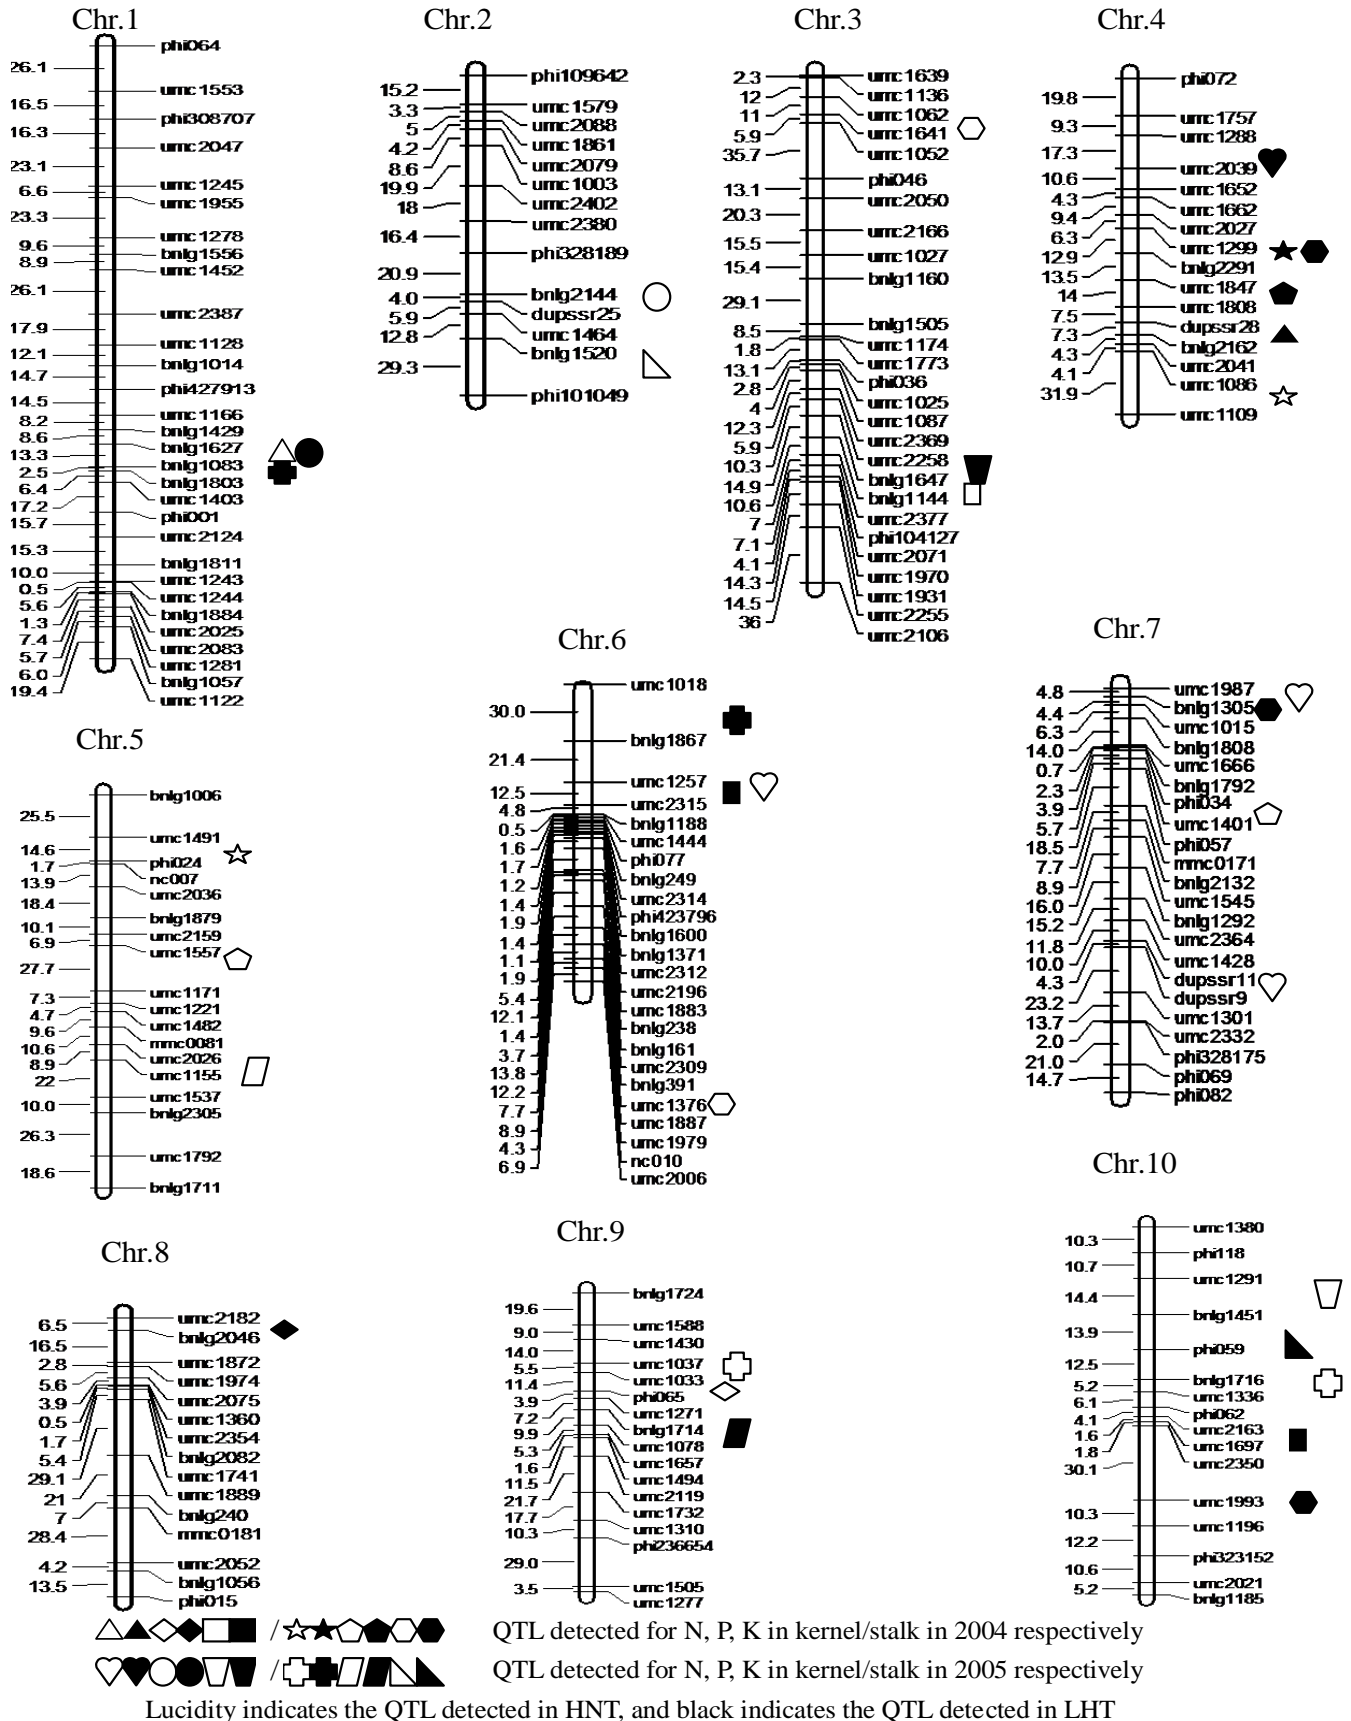 Chr.1
phi064
umc1553
phi308707
umc2047
umc1245
umc1955
umc1278
bnlg1556
umc1452
umc2387
umc1128
bnlg1014
phi427913
umc1166
bnlg1429
bnlg1627
bnlg1083
bnlg1803
umc1403
phi001
umc2124
bnlg1811
umc1243
umc1244
bnlg1884
umc2025
umc2083
umc1281
bnlg1057
umc1122
26.1
16.5
16.3
23.1
6.6
23.3
9.6
8.9
26.1
17.9
12.1
14.7
14.5
8.2
8.6
13.3
2.5
6.4
17.2
15.7
15.3
10.0
0.5
5.6
1.3
7.4
5.7
6.0
19.4
Chr.2
phi109642
umc1579
umc2088
umc1861
umc2079
umc1003
umc2402
umc2380
phi328189
bnlg2144
dupssr25
umc1464
bnlg1520
phi101049
15.2
3.3
5
4.2
8.6
19.9
18
16.4
20.9
4.0
5.9
12.8
29.3
Chr.3
umc1639
umc1136
umc1062
umc1641
umc1052
phi046
umc2050
umc2166
umc1027
bnlg1160
bnlg1505
umc1174
umc1773
phi036
umc1025
umc1087
umc2369
umc2258
bnlg1647
bnlg1144
umc2377
phi104127
umc2071
umc1970
umc1931
umc2255
umc2106
2.3
12
11
5.9
35.7
13.1
20.3
15.5
15.4
29.1
8.5
1.8
13.1
2.8
4
12.3
5.9
10.3
14.9
10.6
7
7.1
4.1
14.3
14.5
36
Chr.4
phi072
umc1757
umc1288
umc2039
umc1652
umc1662
umc2027
umc1299
bnlg2291
umc1847
umc1808
dupssr28
bnlg2162
umc2041
umc1086
umc1109
19.8
9.3
17.3
10.6
4.3
9.4
6.3
12.9
13.5
14
7.5
7.3
4.3
4.1
31.9
Chr.5
bnlg1006
umc1491
phi024
nc007
umc2036
bnlg1879
umc2159
umc1557
umc1171
umc1221
umc1482
mmc0081
umc2026
umc1155
umc1537
bnlg2305
umc1792
bnlg1711
25.5
14.6
1.7
13.9
18.4
10.1
6.9
27.7
7.3
4.7
9.6
10.6
8.9
22
10.0
26.3
18.6
Chr.6
umc1018
bnlg1867
umc1257
umc2315
bnlg1188
umc1444
phi077
bnlg249
umc2314
phi423796
bnlg1600
bnlg1371
umc2312
umc2196
umc1883
bnlg238
bnlg161
umc2309
bnlg391
umc1376
umc1887
umc1979
nc010
umc2006
30.0
21.4
12.5
4.8
0.5
1.6
1.7
1.2
1.4
1.9
1.4
1.1
1.9
5.4
12.1
1.4
3.7
13.8
12.2
7.7
8.9
4.3
6.9
Chr.7
umc1987
bnlg1305
umc1015
bnlg1808
umc1666
bnlg1792
phi034
umc1401
phi057
mmc0171
bnlg2132
umc1545
bnlg1292
umc2364
umc1428
dupssr11
dupssr9
umc1301
umc2332
phi328175
phi069
phi082
4.8
4.4
6.3
14.0
0.7
2.3
3.9
5.7
18.5
7.7
8.9
16.0
15.2
11.8
10.0
4.3
23.2
13.7
2.0
21.0
14.7
Chr.8
umc2182
bnlg2046
umc1872
umc1974
umc2075
umc1360
umc2354
bnlg2082
umc1741
umc1889
bnlg240
mmc0181
umc2052
bnlg1056
phi015
6.5
16.5
2.8
5.6
3.9
0.5
1.7
5.4
29.1
21
7
28.4
4.2
13.5
Chr.9
bnlg1724
umc1588
umc1430
umc1037
umc1033
phi065
umc1271
bnlg1714
umc1078
umc1657
umc1494
umc2119
umc1732
umc1310
phi236654
umc1505
umc1277
19.6
9.0
14.0
5.5
11.4
3.9
7.2
9.9
5.3
1.6
11.5
21.7
17.7
10.3
29.0
3.5
Chr.10
umc1380
phi118
umc1291
bnlg1451
phi059
bnlg1716
umc1336
phi062
umc2163
umc1697
umc2350
umc1993
umc1196
phi323152
umc2021
bnlg1185
10.3
10.7
14.4
13.9
12.5
5.2
6.1
4.1
1.6
1.8
30.1
10.3
12.2
10.6
5.2
/ QTL detected for N, P, K in kernel/stalk in 2004 respectively
/ QTL detected for N, P, K in kernel/stalk in 2005 respectively
Lucidity indicates the QTL detected in HNT, and black indicates the QTL detected in LHT